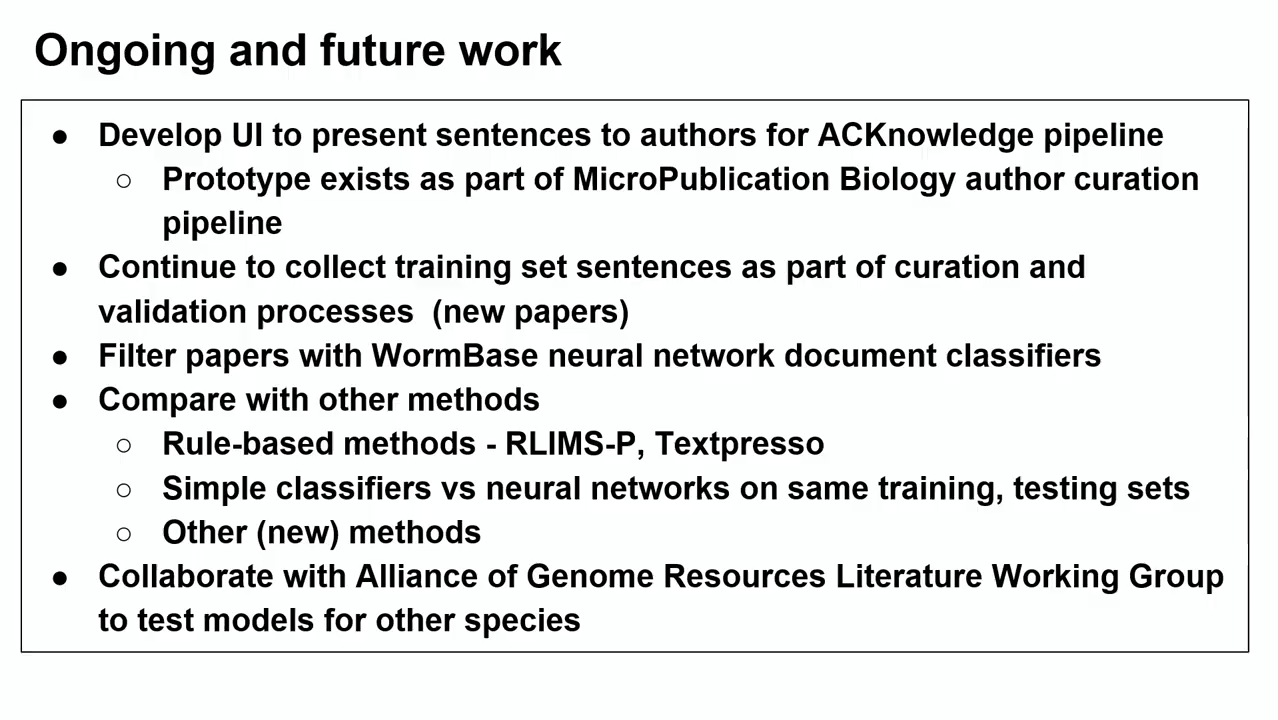 Ongoing and future work
● Develop UI to present sentences to authors for ACKnowledge pipeline
○ Prototype exists as part of MicroPublication Biology author curation
pipeline
● Continue to collect training set sentences as part of curation and
validation processes  (new papers)
● Filter papers with WormBase neural network document classifiers
● Compare with other methods
○ Rule-based methods - RLIMS-P, Textpresso
○ Simple classifiers vs neural networks on same training, testing sets
○ Other (new) methods
● Collaborate with Alliance of Genome Resources Literature Working Group
to test models for other species